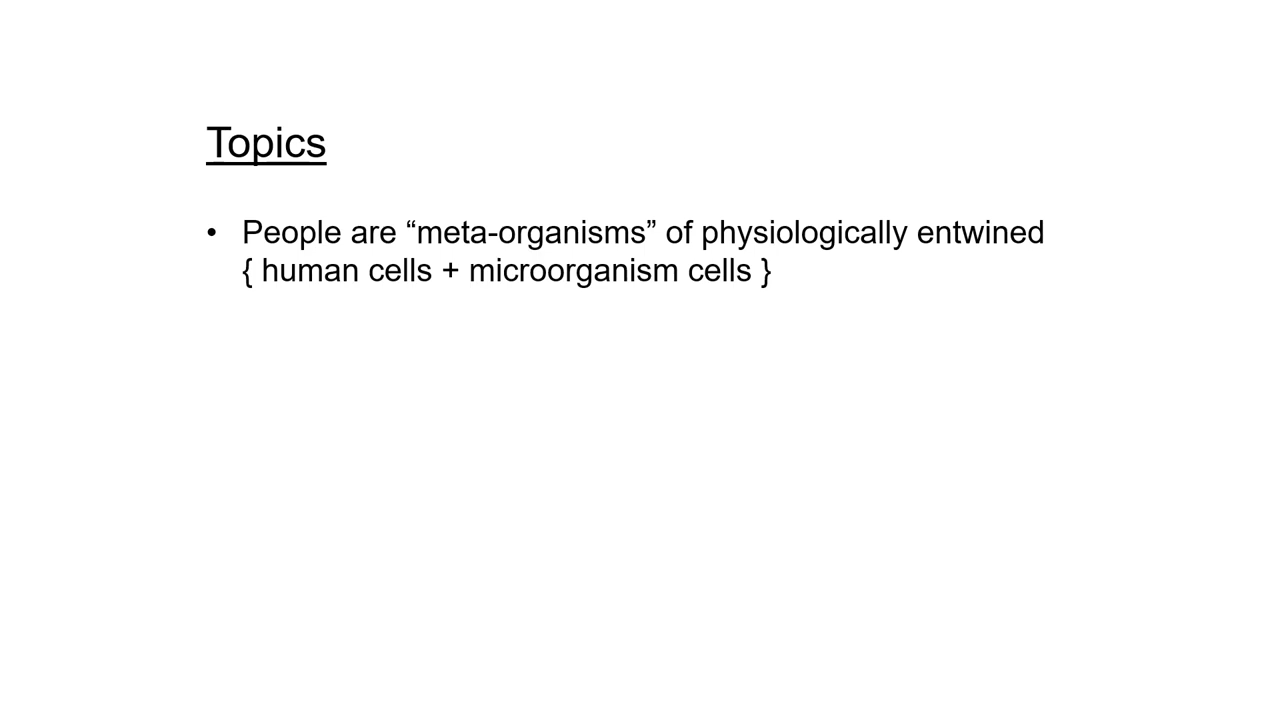 Topics
• People are “meta-organisms” of physiologically entwined
{ human cells + microorganism cells }